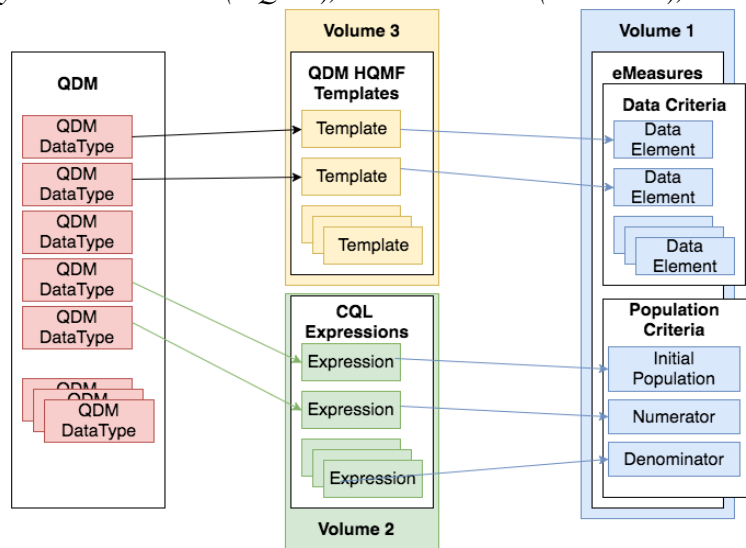 QDM
QDM
DataType
QDM
DataType
QDM
DataType
QDM
DataType
QDM
DataType
QDM
QDM
QDM
DataType
Volume 3
QDM HQMF
Templates
Template
Template
Template
CQL
Expressions
Expression
Expression
Expression
Volume 2
Volume 1
eMeasures
Data Criteria
Data
Element
Data
Element
Data
Element
Population
Criteria
Initial
Population
Numerator
Denominator